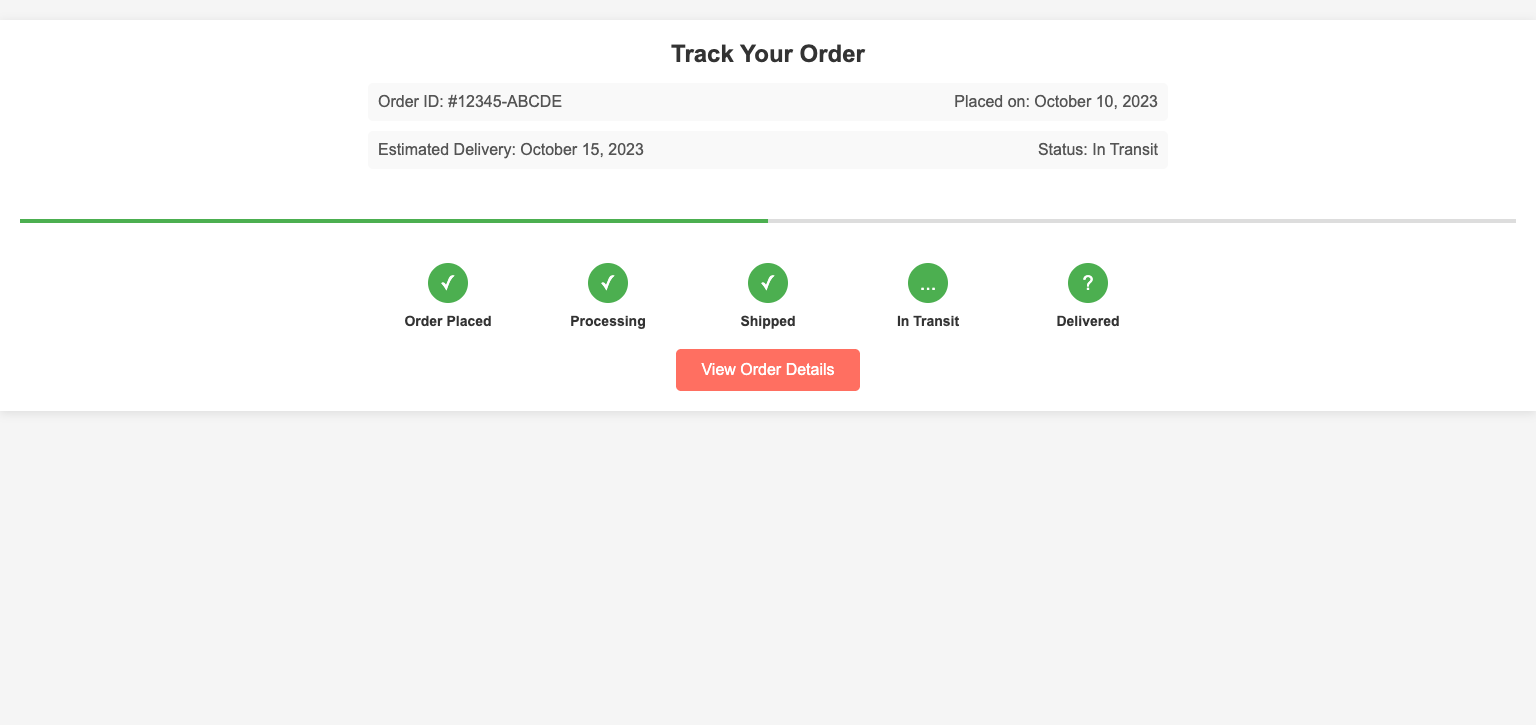 Track Your Order
Order ID: #12345-ABCDE Placed on: October 10, 2023
Estimated Delivery: October 15, 2023 Status: In Transit
✓ ✓ ✓ ... ?
Order Placed Processing Shipped In Transit Delivered
View Order Details